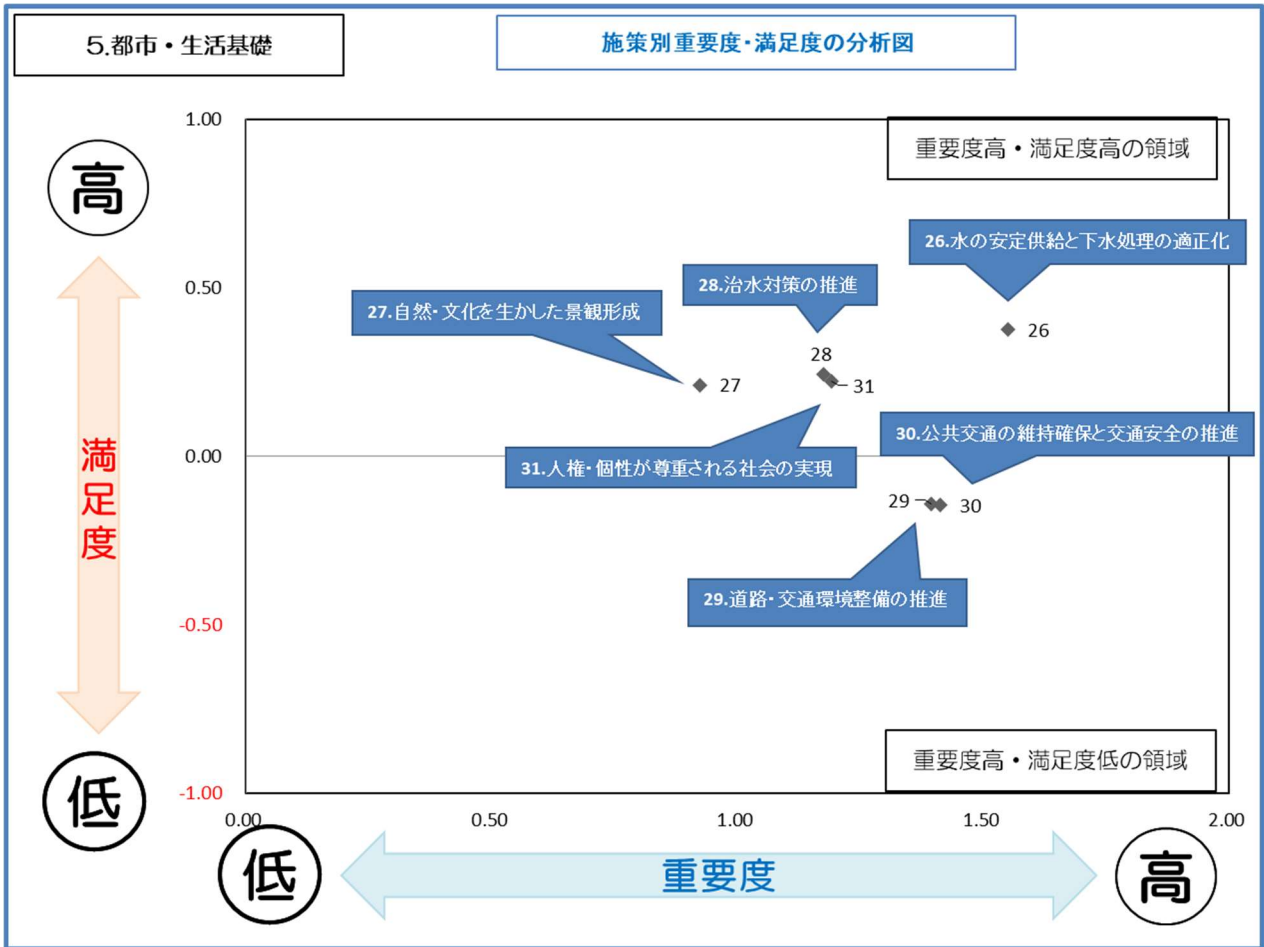 5.都市・生活基礎
施策別重要度・満足度の分析図
1.00
重要度高・満足度高の領域
高
26.水の安定供給と下水処理の適正化
28.治水対策の推進
0.50
27.自然・文化を生かした景観形成
26
28
27
31
30.公共交通の維持確保と交通安全の推進
満足度
0.00
31.人権・個性が尊重される社会の実現
29
30
29.道路・交通環境整備の推進
-0.50
重要度高・満足度低の領域
低
-1.00
0.00
0.50
1.00
1.50
2.00
低
重要度
高